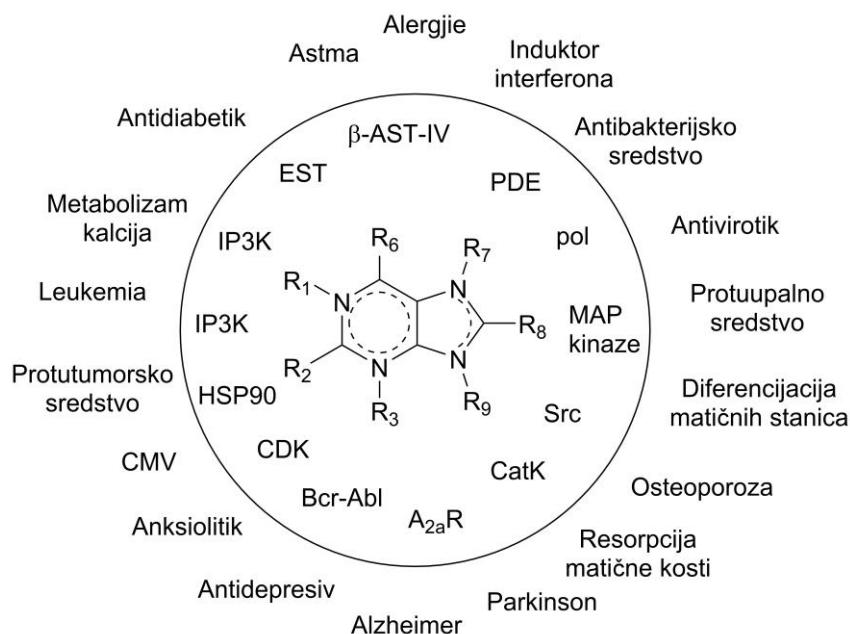 Alergjie
Astma
Induktor
interferona
Antidiabetik
β-AST-IV
Antibakterijsko
sredstvo
EST
PDE
Metabolizam
kalcija
IP3K
R6
R7
pol
Antivirotik
Leukemia
R1
N
N
IP3K
R8
MAP
kinaze
Protuupalno
sredstvo
R2
N
N
Protutumorsko
sredstvo
HSP90
R3
R9
Src
Diferencijacija
matičnih stanica
CMV
CDK
CatK
Osteoporoza
Bcr-Abl
A2aR
Anksiolitik
Resorpcija
matične kosti
Antidepresiv
Parkinson
Alzheimer